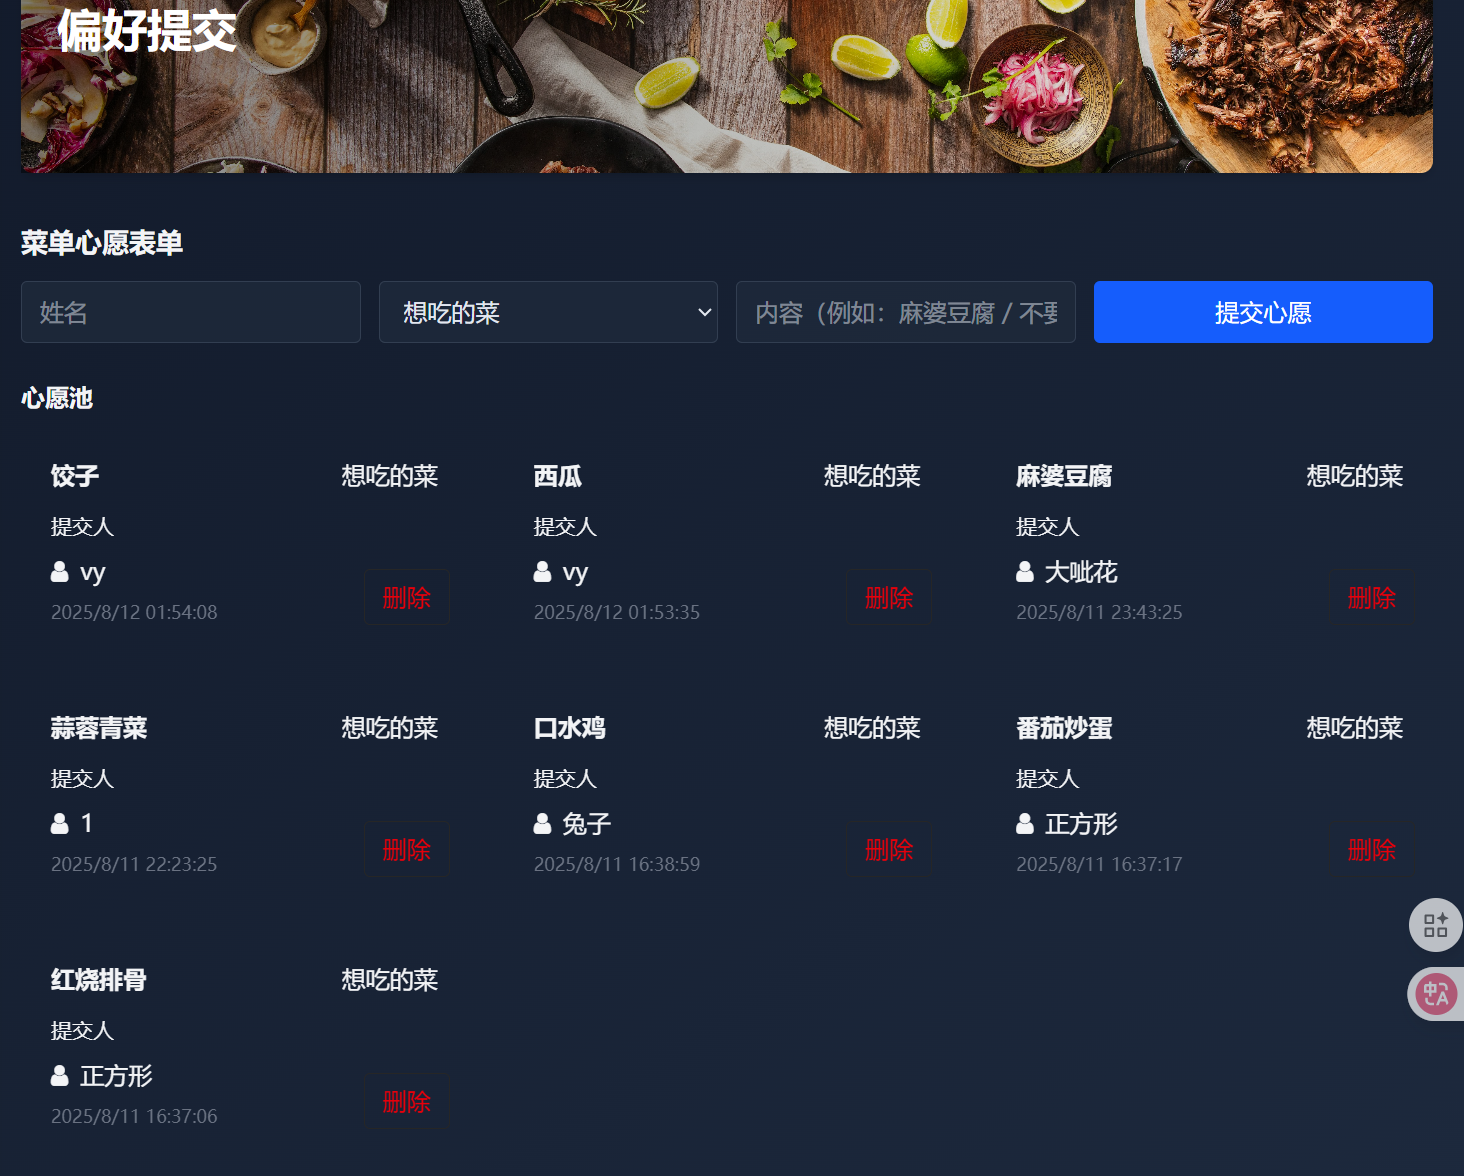 偏好提交
菜单心愿表单
姓名
想吃的菜
内容（例如：麻婆豆腐 / 不要
提交心愿
心愿池
饺子 想吃的菜
提交人
vy
2025/8/12 01:54:08
删除
西瓜 想吃的菜
提交人
vy
2025/8/12 01:53:35
删除
麻婆豆腐 想吃的菜
提交人
大呲花
2025/8/11 23:43:25
删除
蒜蓉青菜 想吃的菜
提交人
1
2025/8/11 22:23:25
删除
口水鸡 想吃的菜
提交人
兔子
2025/8/11 16:38:59
删除
番茄炒蛋 想吃的菜
提交人
正方形
2025/8/11 16:37:17
删除
红烧排骨 想吃的菜
提交人
正方形
2025/8/11 16:37:06
删除
中A